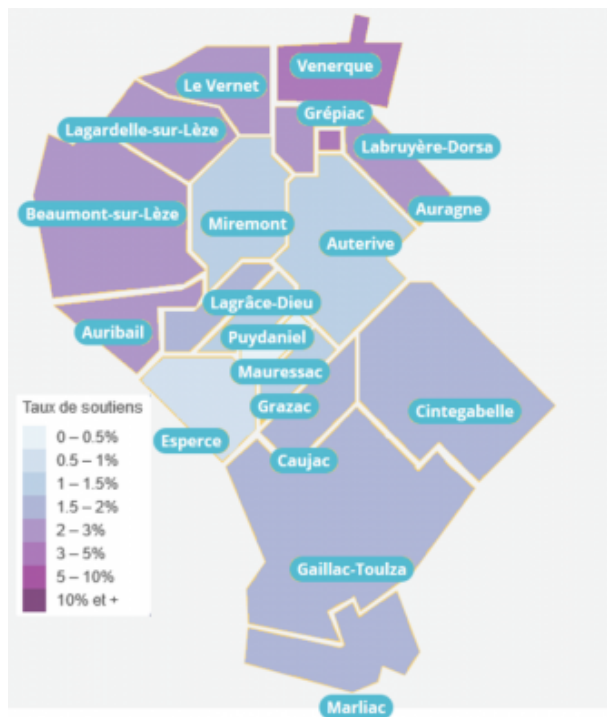 Venerque
Le Vernet
Grépiac
Lagardelle-sur-Lèze
Labruyère-Dorsa
Beaumont-sur-Lèze
Auragne
Miremont
Auterive
Lagrâce-Dieu
Auribail
Puydaniel
Mauressac
Grazac
Cintegabelle
Esperce
Caujac
Gaillac-Toulza
Marliac
Taux de soutiens
0 – 0.5%
0.5 – 1%
1 – 1.5%
1.5 – 2%
2 – 3%
3 – 5%
5 – 10%
10% et +